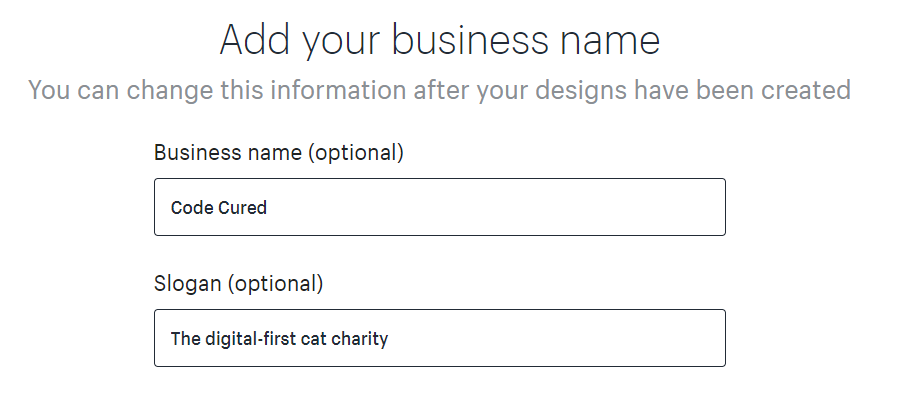 Add your business name
You can change this information after your designs have been created
Business name (optional)
Code Cured
Slogan (optional)
The digital-first cat charity